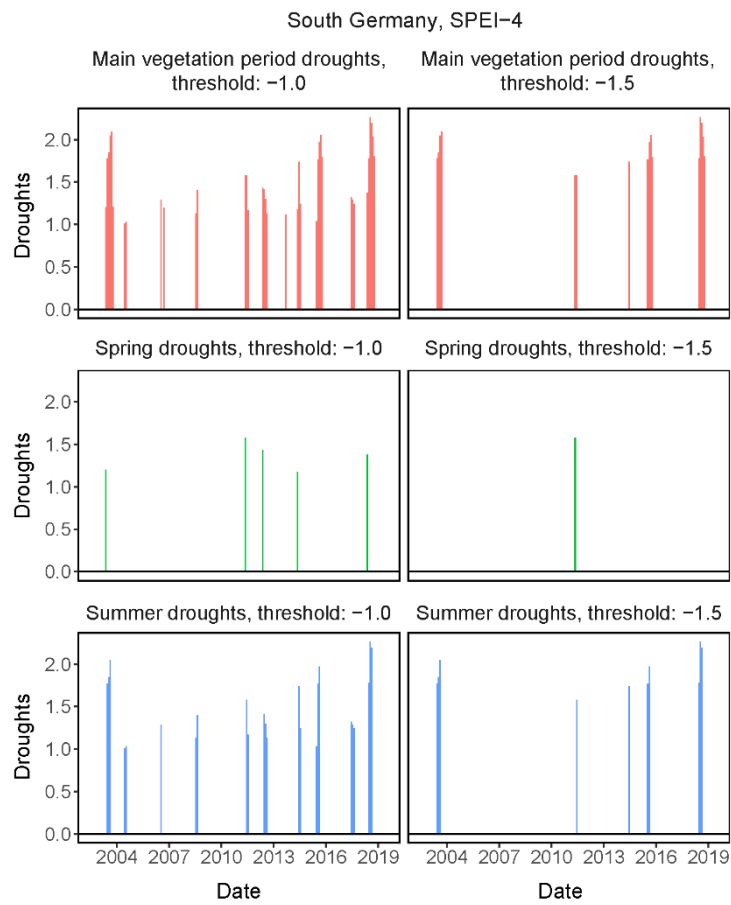 South Germany, SPEI−4
Main vegetation period droughts,
threshold: −1.0
Main vegetation period droughts,
threshold: −1.5
Droughts
2.0
1.5
1.0
0.5
0.0
Spring droughts, threshold: −1.0
Spring droughts, threshold: −1.5
Droughts
2.0
1.5
1.0
0.5
0.0
Summer droughts, threshold: −1.0
Summer droughts, threshold: −1.5
Droughts
2.0
1.5
1.0
0.5
0.0
2004 2007 2010 2013 2016 2019
2004 2007 2010 2013 2016 2019
Date
Date